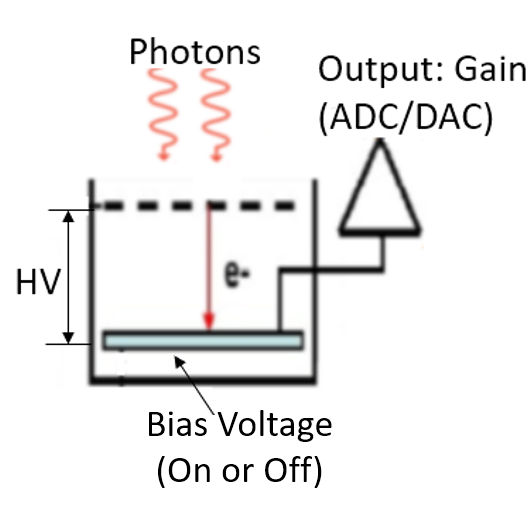 Photons
Output: Gain
(ADC/DAC)
HV
e-
Bias Voltage
(On or Off)